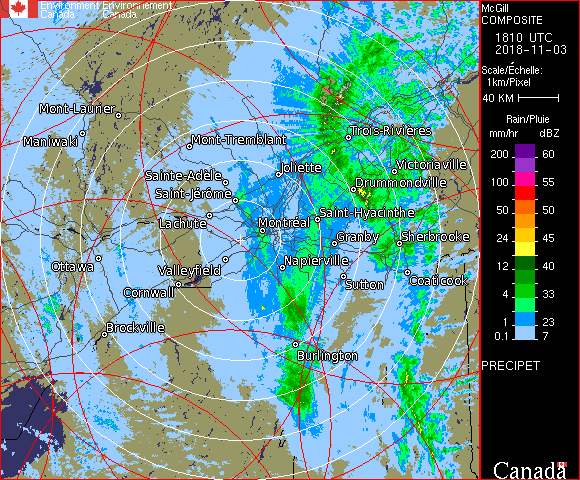 Environment Environnement
Canada Canada
McGill
COMPOSITE
1810 UTC
2018-11-03
Scale/Échelle:
1km/Pixel
40 KM
Rain/Pluie
mm/hr dBZ
200 60
100 55
50 50
24 45
12 40
4 33
2 23
0.1 7
PRECIPET
Canada
Mont-Laurier
Maniwaki
Mont-Tremblant
Trois-Rivières
Joliette
Victoriaville
Sainte-Adèle
Drummondville
Saint-Jérôme
Saint-Hyacinthe
Lachute
Montréal
Granby
Sherbrooke
Ottawa
Valleyfield
Napierville
Cornwall
Sutton
Coaticook
Brockville
Burlington